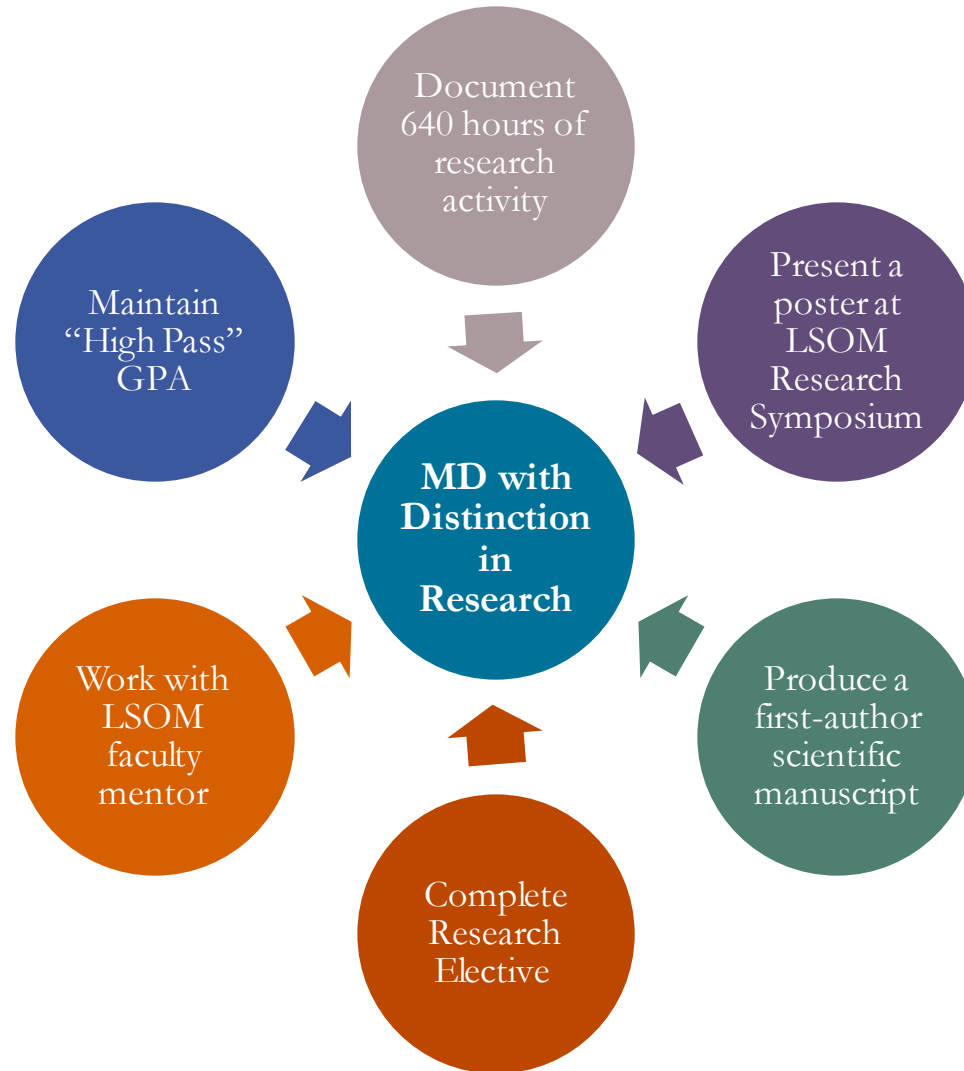 Document
640 hours of
research
activity
Present a
poster at
LSOM
Research
Symposium
Produce a
first-author
scientific
manuscript
Complete
Research
Elective
Work with
LSOM
faculty
mentor
Maintain
“High Pass”
GPA
MD with
Distinction
in
Research